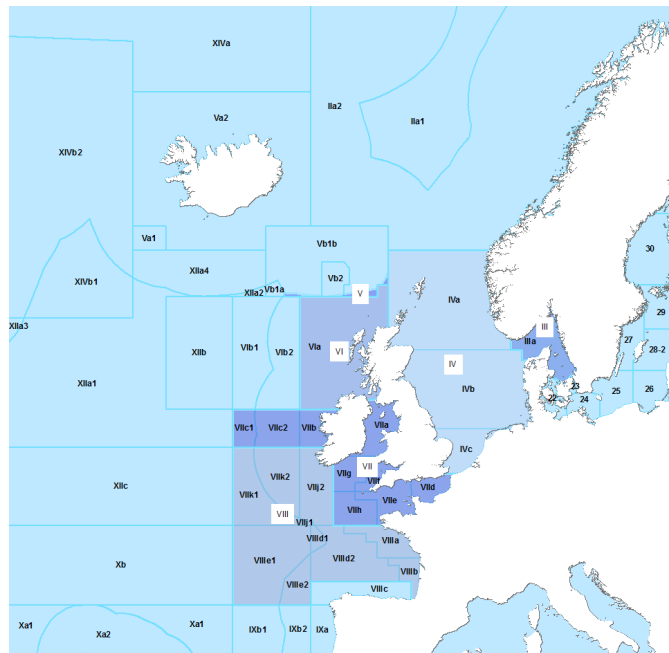 XIVa
Va2
IIa2
IIa1
XIVb2
Va1
Vb1b
30
XIIa4
Vb2
XIVb1
Vb1a
XIIa2
V
IVa
29
XIIa3
III
IIIa
27
28-2
VIb1
VIb2
VIa
VI
XIIb
IV
XIIa1
IVb
23
22
24
25
26
VIIc1
VIIc2
VIIb
VIIa
IVc
VII
VIIg
VIIf
VIIk2
XIIc
VIIj2
VIId
VIIk1
VIIe
VIIh
VIII
VIIj1
VIIId1
VIIIa
VIIIe1
VIIId2
Xb
VIIIb
VIIIe2
VIIIc
Xa1
Xa2
Xa1
IXb1
IXb2
IXa